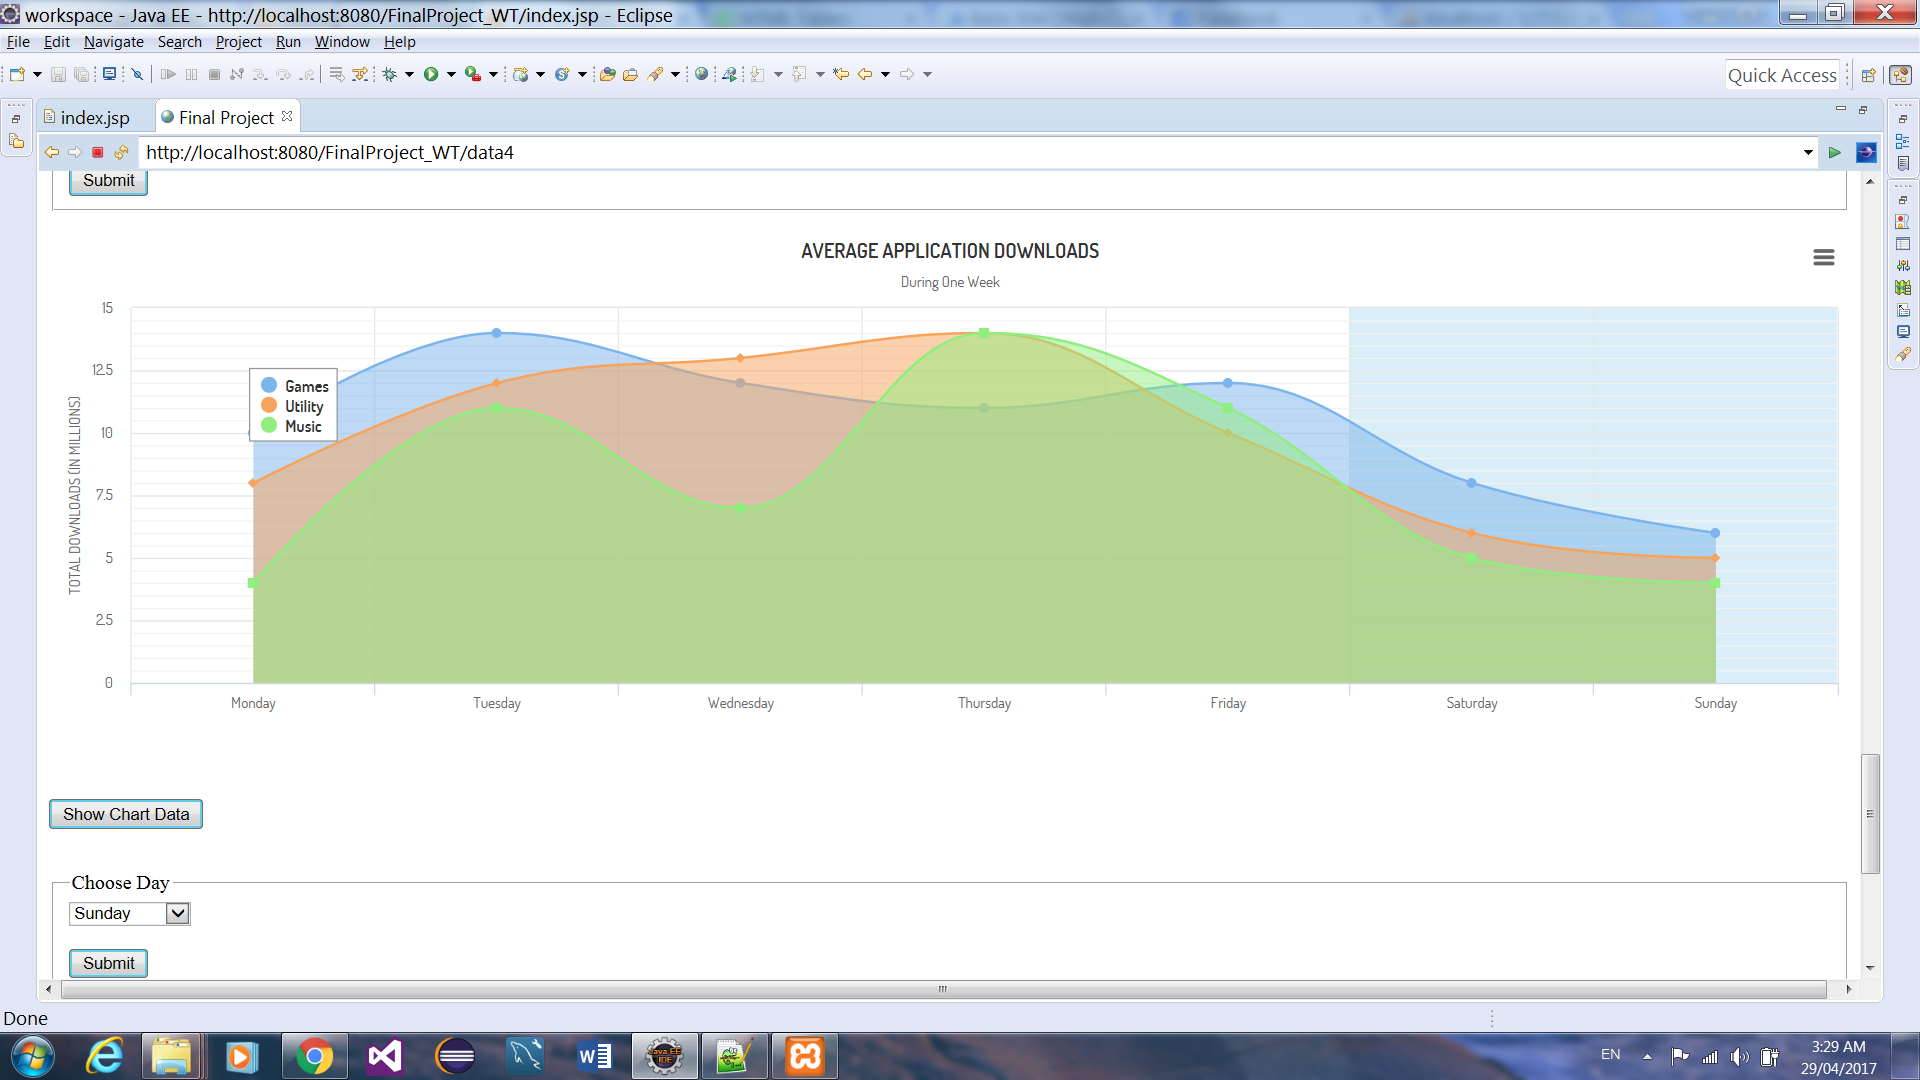 workspace - Java EE - http://localhost:8080/FinalProject_WT/index.jsp - Eclipse
File Edit Navigate Search Project Run Window Help
Quick Access
index.jsp Final Project
http://localhost:8080/FinalProject_WT/data4
Submit
AVERAGE APPLICATION DOWNLOADS
During One Week
TOTAL DOWNLOADS (IN MILLIONS)
15
12.5
10
7.5
5
2.5
0
Games
Utility
Music
Monday Tuesday Wednesday Thursday Friday Saturday Sunday
Show Chart Data
Choose Day
Sunday
Submit
Done
EN 3:29 AM
29/04/2017